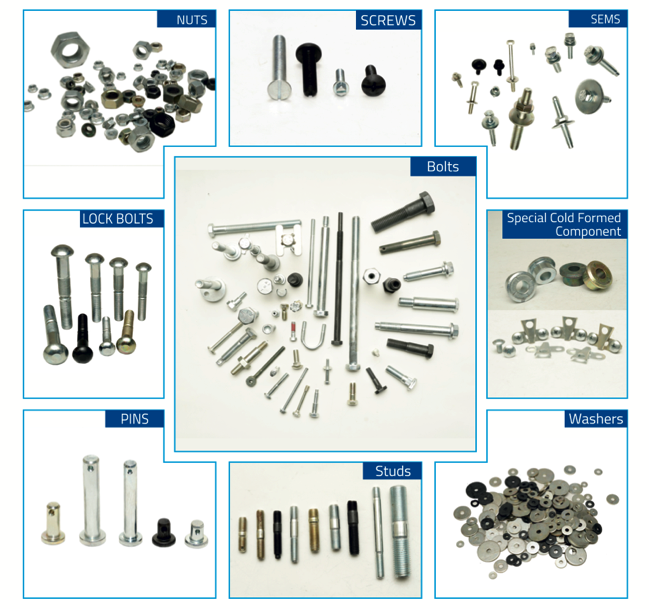 NUTS
SCREWS
SEMS
Bolts
LOCK BOLTS
Special Cold Formed
Component
PINS
Studs
Washers